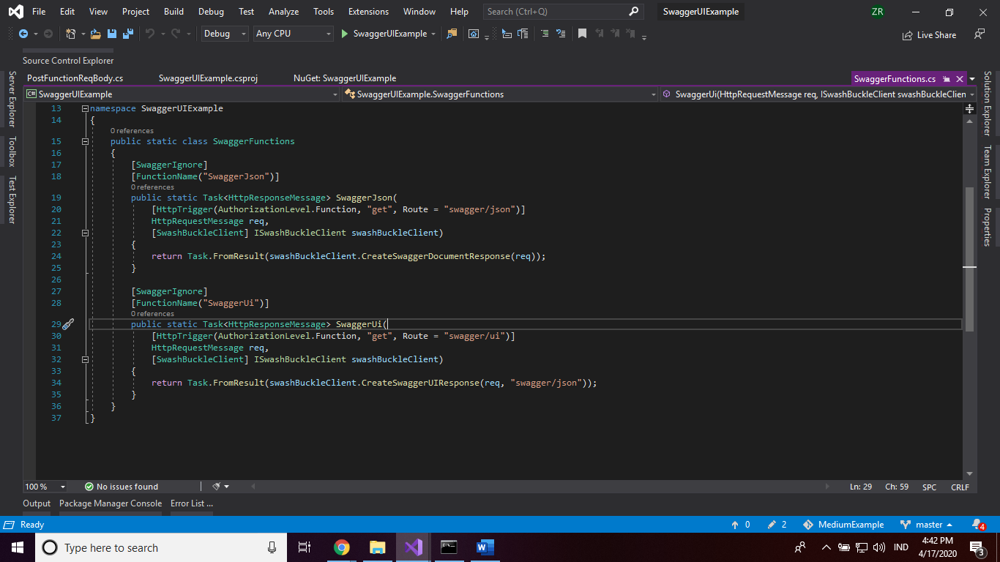 File Edit View Project Build Debug Test Analyze Tools Extensions Window Help Search (Ctrl+Q) SwaggerUIExample ZR
Debug Any CPU SwaggerUIExample Live Share
Source Control Explorer
Server Explorer
Toolbox
Test Explorer
PostFunctionReqBody.cs SwaggerUIExample.csproj NuGet: SwaggerUIExample SwaggerFunctions.cs
C# SwaggerUIExample SwaggerUIExample.SwaggerFunctions SwaggerUi(HttpRequestMessage req, ISwashBuckleClient swashBuckleClien
13 namespace SwaggerUIExample
14 {
0 references
15 public static class SwaggerFunctions
16 {
17 [SwaggerIgnore]
18 [FunctionName("SwaggerJson")]
0 references
19 public static Task<HttpResponseMessage> SwaggerJson(
20 [HttpTrigger(AuthorizationLevel.Function, "get", Route = "swagger/json")]
21 HttpRequestMessage req,
22 [SwashBuckleClient] ISwashBuckleClient swashBuckleClient)
23 {
24 return Task.FromResult(swashBuckleClient.CreateSwaggerDocumentResponse(req));
25 }
26
27 [SwaggerIgnore]
28 [FunctionName("SwaggerUi")]
0 references
29 public static Task<HttpResponseMessage> SwaggerUi(
30 [HttpTrigger(AuthorizationLevel.Function, "get", Route = "swagger/ui")]
31 HttpRequestMessage req,
32 [SwashBuckleClient] ISwashBuckleClient swashBuckleClient)
33 {
34 return Task.FromResult(swashBuckleClient.CreateSwaggerUIResponse(req, "swagger/json"));
35 }
36 }
37 }
Solution Explorer
Team Explorer
Properties
100 % No issues found Ln: 29 Ch: 59 SPC CRLF
Output Package Manager Console Error List ...
Ready 0 2 MediumExample master 4
Type here to search IND 4:42 PM
4/17/2020 3